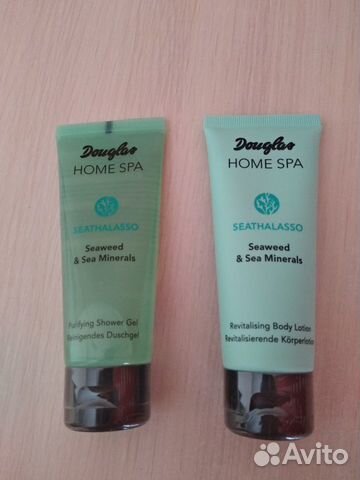 Douglas
HOME SPA
SEATHALASSO
Seaweed
& Sea Minerals
Purifying Shower Gel
Reinigendes Duschgel
Douglas
HOME SPA
SEATHALASSO
Seaweed
& Sea Minerals
Revitalising Body Lotion
Revitalisierende Körperlotion
Avito